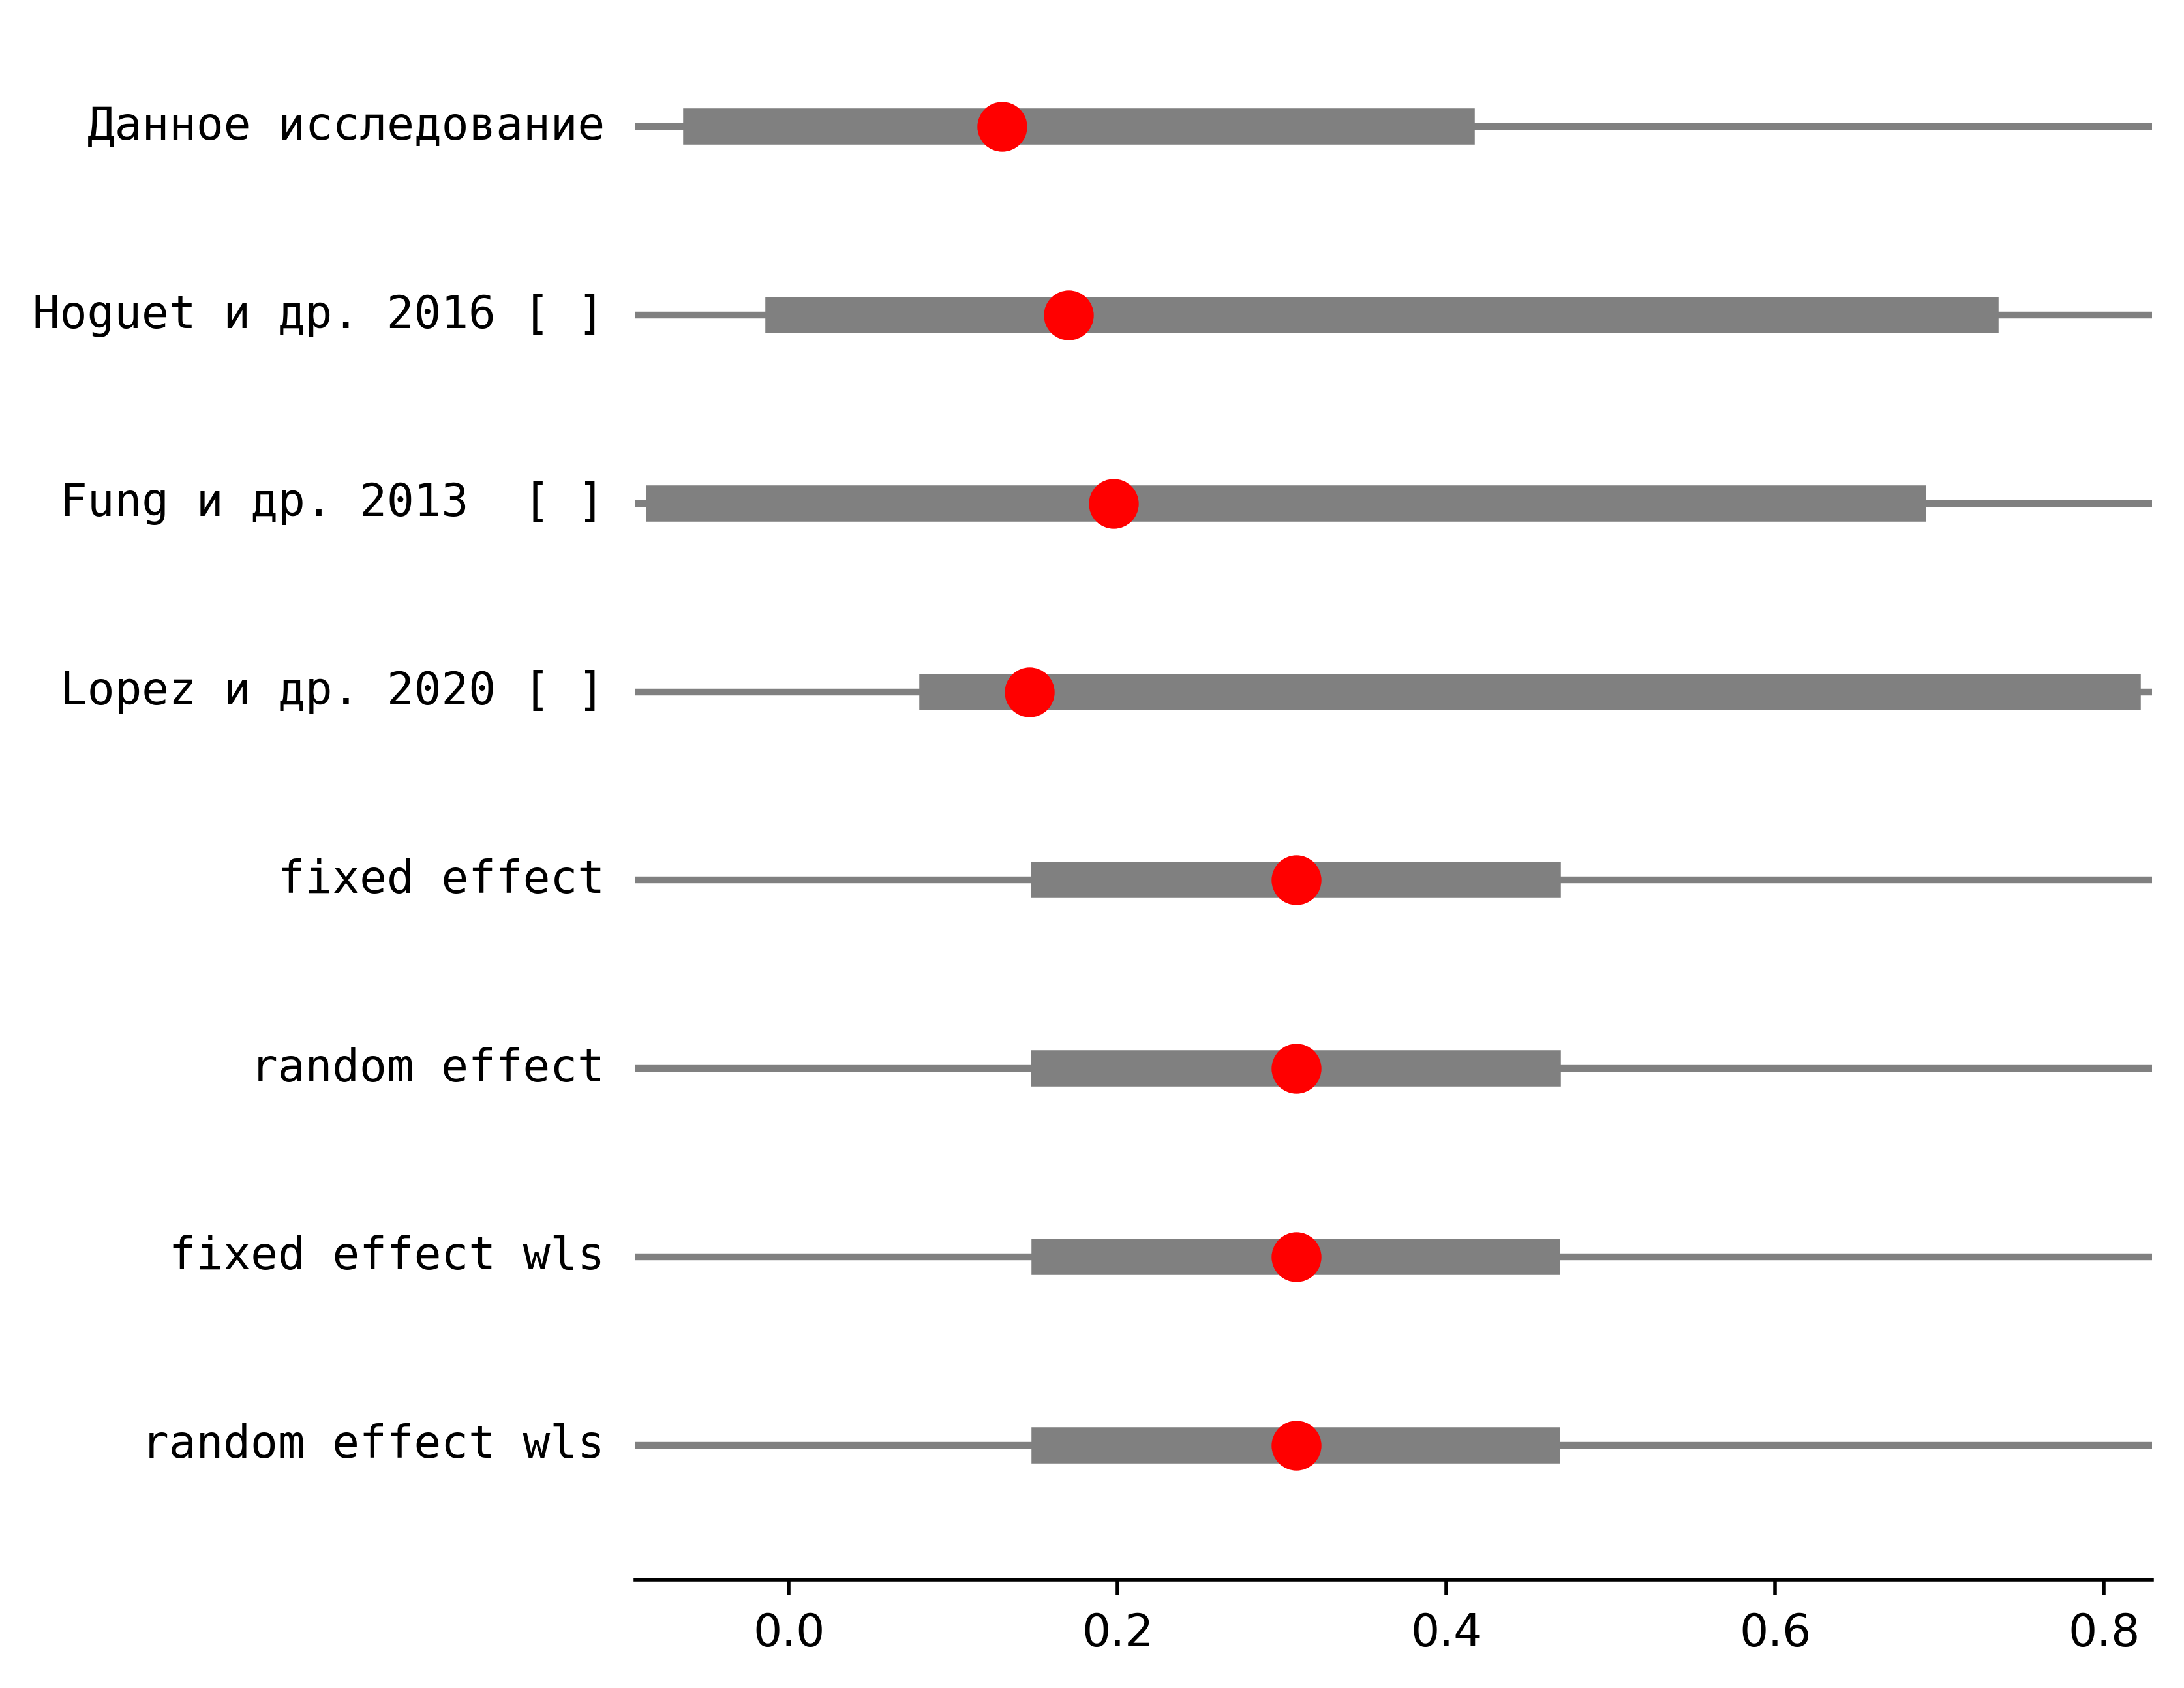 Данное исследование
Hoguet и др. 2016 [ ]
Fung и др. 2013  [ ]
Lopez и др. 2020 [ ]
fixed effect
random effect
fixed effect wls
random effect wls
0.0 0.2 0.4 0.6 0.8